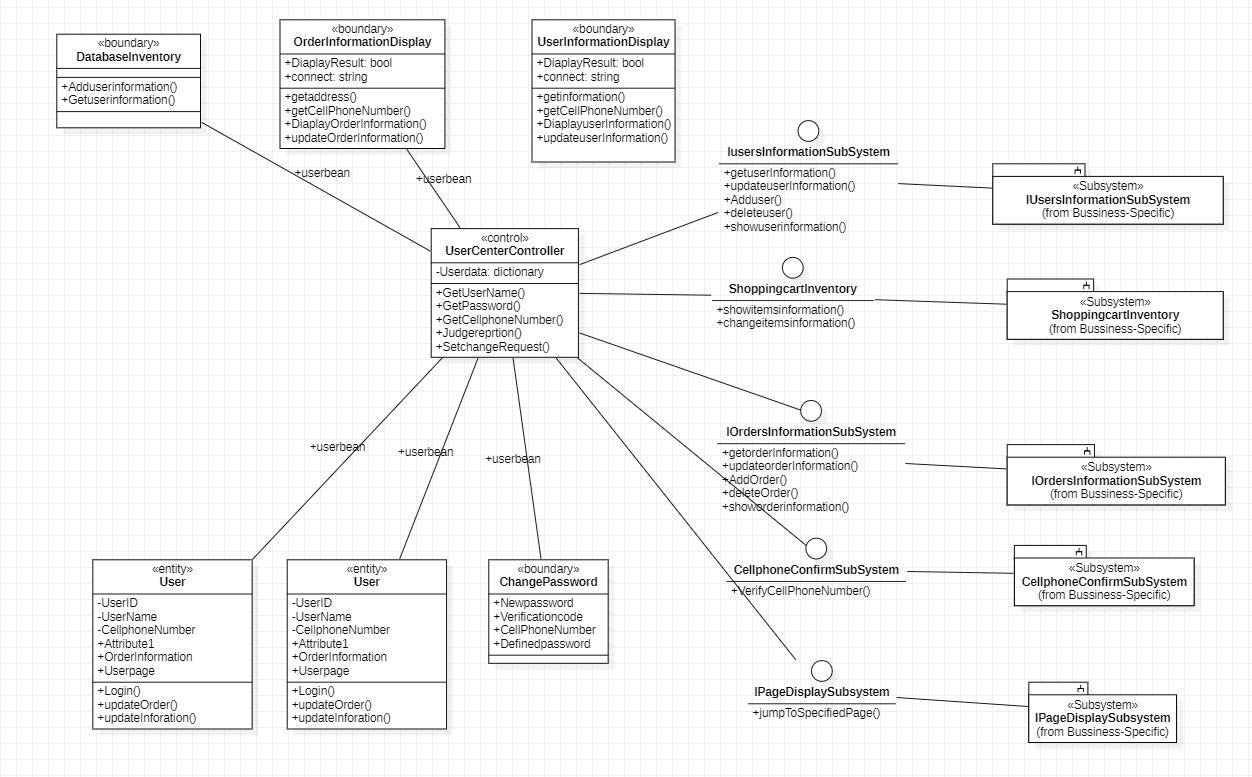 «boundary»
DatabaseInventory
+Adduserinformation()
+Getuserinformation()
«boundary»
OrderInformationDisplay
+DiaplayResult: bool
+connect: string
+getaddress()
+getCellPhoneNumber()
+DiaplayOrderInformation()
+updateOrderInformation()
«boundary»
UserInformationDisplay
+DiaplayResult: bool
+connect: string
+getinformation()
+getCellPhoneNumber()
+DiaplayuserInformation()
+updateuserInformation()
+userbean
+userbean
«control»
UserCenterController
-Userdata: dictionary
+GetUserName()
+GetPassword()
+GetCellphoneNumber()
+Judgereprtion()
+SetchangeRequest()
IusersInformationSubSystem
+getuserInformation()
+updateuserInformation()
+Adduser()
+deleteuser()
+showuserinformation()
«Subsystem»
IUsersInformationSubSystem
(from Bussiness-Specific)
ShoppingcartInventory
+showitemsinformation()
+changeitemsinformation()
«Subsystem»
ShoppingcartInventory
(from Bussiness-Specific)
IOrdersInformationSubSystem
+getorderInformation()
+updateorderInformation()
+AddOrder()
+deleteOrder()
+showorderinformation()
«Subsystem»
IOrdersInformationSubSystem
(from Bussiness-Specific)
+userbean
+userbean
+userbean
CellphoneConfirmSubSystem
+VerifyCellPhoneNumber()
«Subsystem»
CellphoneConfirmSubSystem
(from Bussiness-Specific)
«entity»
User
-UserID
-UserName
-CellphoneNumber
+Attribute1
+OrderInformation
+Userpage
+Login()
+updateOrder()
+updateInforation()
«entity»
User
-UserID
-UserName
-CellphoneNumber
+Attribute1
+OrderInformation
+Userpage
+Login()
+updateOrder()
+updateInforation()
«boundary»
ChangePassword
+Newpassword
+Verificationcode
+CellPhoneNumber
+Definedpassword
IPageDisplaySubsystem
+jumpToSpecifiedPage()
«Subsystem»
IPageDisplaySubsystem
(from Bussiness-Specific)